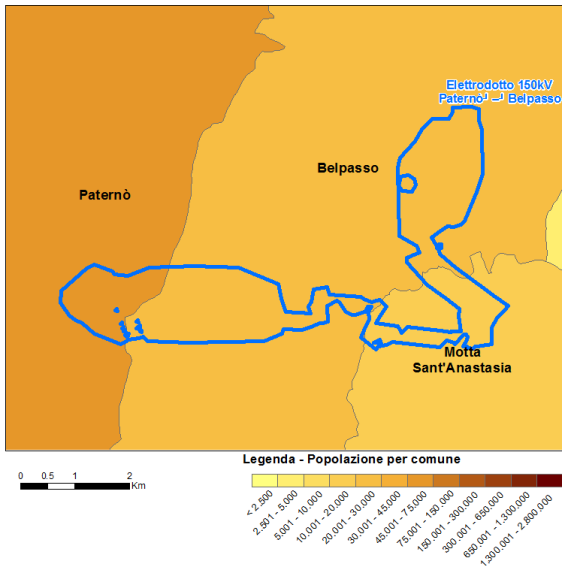 Elettrodotto 150kV
Paternò┘ –┘ Belpasso
Belpasso
Paternò
Motta
Sant'Anastasia
Legenda - Popolazione per comune
0 0.5 1 2
Km
< 2.500
2.501 - 5.000
5.001 - 10.000
10.001 - 20.000
20.001 - 30.000
30.001 - 45.000
45.001 - 75.000
75.001 - 150.000
150.001 - 300.000
300.001 - 650.000
650.001 - 1.300.000
1.300.001 - 2.800.000